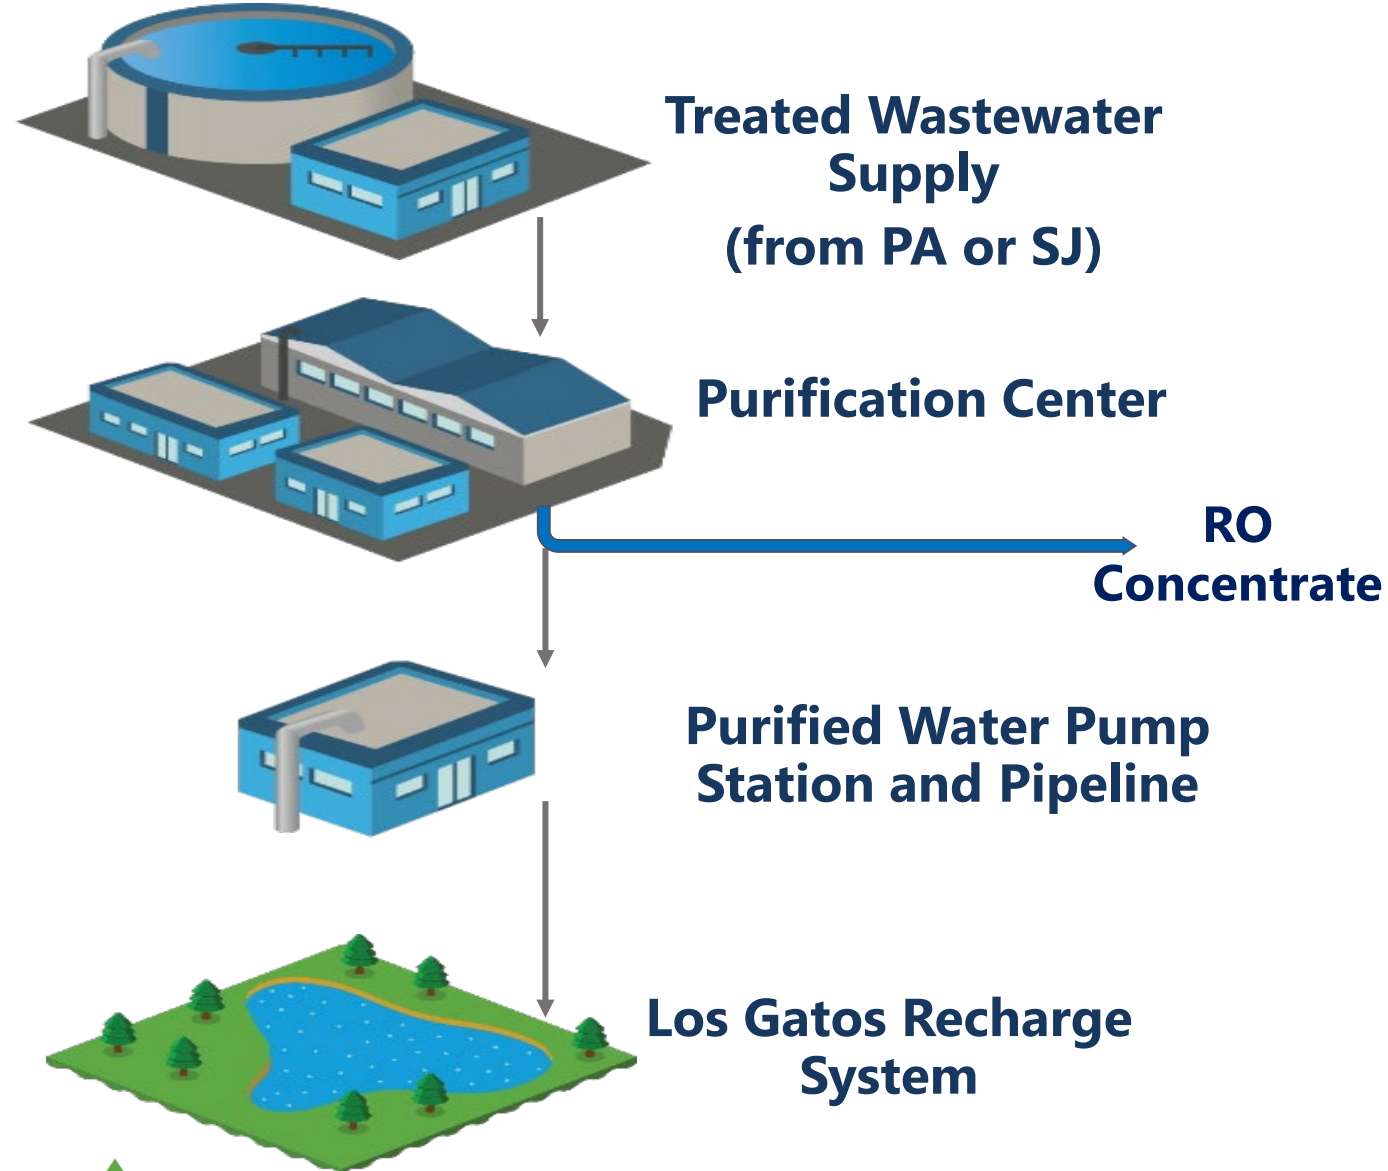 Treated Wastewater
Supply
(from PA or SJ)
Purification Center
RO
Concentrate
Purified Water Pump
Station and Pipeline
Los Gatos Recharge
System